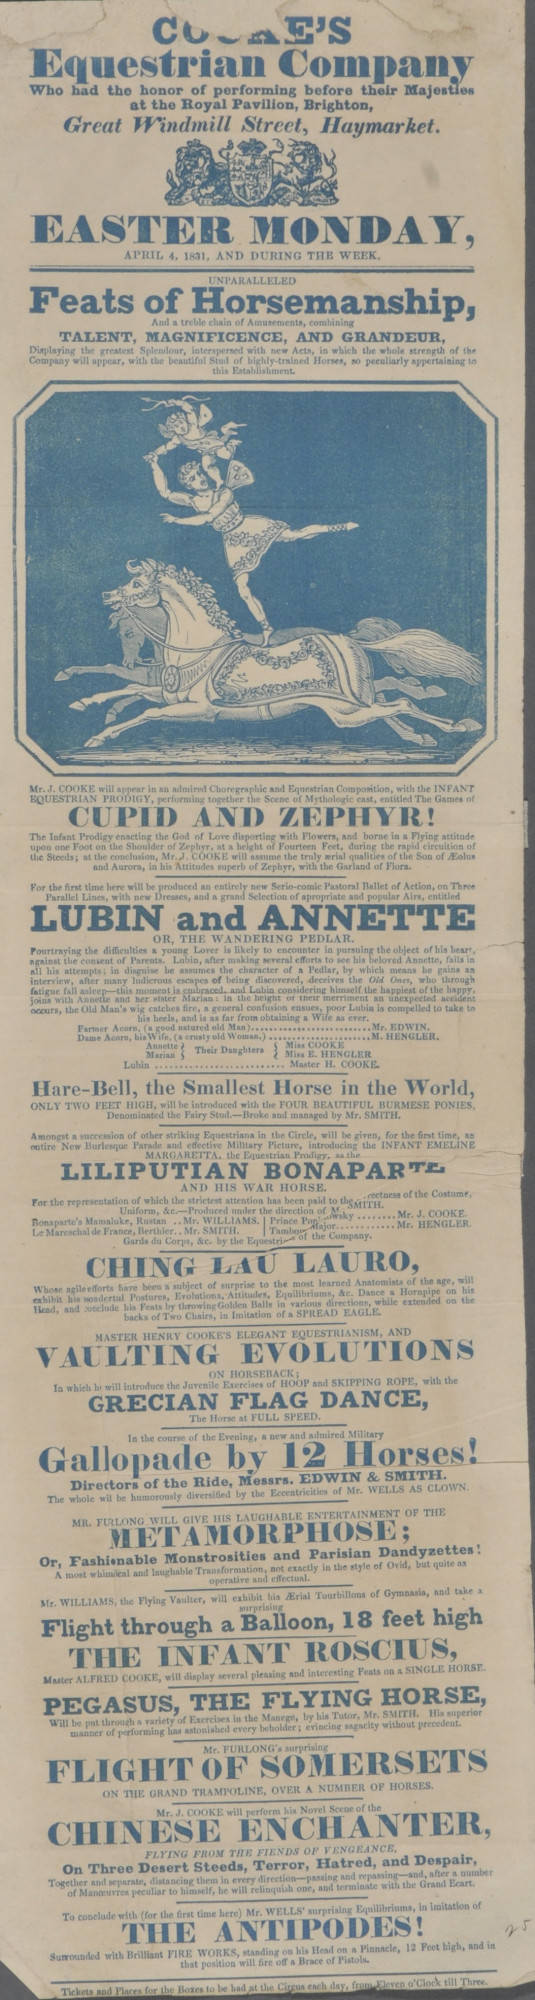 COOKE'S
Equestrian Company
Who had the honor of performing before their Majesties
at the Royal Pavilion, Brighton,
Great Windmill Street, Haymarket.
EASTER MONDAY,
APRIL 4, 1831, AND DURING THE WEEK.
UNPARALLELED
Feats of Horsemanship,
And a treble chain of Amusements, combining
TALENT, MAGNIFICENCE, AND GRANDEUR,
Displaying the greatest Splendour, interspersed with new Acts, in which the whole strength of the
Company will appear, with the beautiful Stud of highly-trained Horses, so peculiarly appertaining to
this Establishment.
Mr. J. COOKE will appear in an admired Choregraphic and Equestrian Composition, with the INFANT
EQUESTRIAN PRODIGY, performing together the Scene of Mythologic cast, entitled The Games of
CUPID AND ZEPHYR!
The Infant Prodigy enacting the God of Love disporting with Flowers, and borne in a Flying attitude
upon one Foot on the Shoulder of Zephyr, at a height of Fourteen Feet, during the rapid circuition of
the Steeds; at the conclusion, Mr. J. COOKE will assume the truly ærial qualities of the Son of Æolus
and Aurora, in his Attitudes superb of Zephyr, with the Garland of Flora.
For the first time here will be produced an entirely new Serio-comic Pastoral Ballet of Action, on Three
Parallel Lines, with new Dresses, and a grand Selection of apropriate and popular Airs, entitled
LUBIN and ANNETTE
OR, THE WANDERING PEDLAR.
Pourtraying the difficulties a young Lover is likely to encounter in pursuing the object of his heart,
against the consent of Parents. Lubin, after making several efforts to see his beloved Annette, fails in
all his attempts; in disguise he assumes the character of a Pedlar, by which means he gains an
interview, after many ludicrous escapes of being discovered, deceives the Old Ones, who through
fatigue fall asleep—this moment is embraced, and Lubin considering himself the happiest of the happy,
joins with Annette and her sister Marian: in the height of their merriment an unexpected accident
occurs, the Old Man's wig catches fire, a general confusion ensues, poor Lubin is compelled to take to
his heels, and is as far from obtaining a Wife as ever.
Farmer Acorn, (a good natured old Man)..............................Mr. EDWIN.
Dame Acorn, his Wife, (a crusty old Woman,)......................M. HENGLER.
Annette } Their Daughters { Miss COOKE
Marian } { Miss E. HENGLER
Lubin .............................. Master H. COOKE.
Hare-Bell, the Smallest Horse in the World,
ONLY TWO FEET HIGH, will be introduced with the FOUR BEAUTIFUL BURMESE PONIES,
Denominated the Fairy Stud.—Broke and managed by Mr. SMITH.
Amongst a succession of other striking Equestriana in the Circle, will be given, for the first time, an
entire New Burlesque Parade and effective Military Picture, introducing the INFANT EMELINE
MARGARETTA, the Equestrian Prodigy, as the
LILIPUTIAN BONAPARTE
AND HIS WAR HORSE.
For the representation of which the strictest attention has been paid to the correctness of the Costume,
Uniform, &c.—Produced under the direction of Mr. SMITH.
Bonaparte's Mamaluke, Rustan .. Mr. WILLIAMS. | Prince ........ Mr. J. COOKE.
Le Mareschal de France, Berthier.. Mr. SMITH. | Tambour Major............ Mr. HENGLER.
Gards du Corps, &c. by the Equestrians of the Company.
CHING LAU LAURO,
Whose agile efforts have been a subject of surprise to the most learned Anatomists of the age, will
exhibit his wonderful Postures, Evolutions, Attitudes, Equilibriums, &c. Dance a Hornpipe on his
Head, and conclude his Feats by throwing Golden Balls in various directions, while extended on the
backs of Two Chairs, in Imitation of a SPREAD EAGLE.
MASTER HENRY COOKE'S ELEGANT EQUESTRIANISM, AND
VAULTING EVOLUTIONS
ON HORSEBACK;
In which he will introduce the Juvenile Exercises of HOOP and SKIPPING ROPE, with the
GRECIAN FLAG DANCE,
The Horse at FULL SPEED.
In the course of the Evening, a new and admired Military
Gallopade by 12 Horses!
Directors of the Ride, Messrs. EDWIN & SMITH.
The whole wil be humorously diversified by the Eccentricities of Mr. WELLS AS CLOWN.
MR. FURLONG WILL GIVE HIS LAUGHABLE ENTERTAINMENT OF THE
METAMORPHOSE;
Or, Fashionable Monstrosities and Parisian Dandyzettes!
A most whimsical and laughable Transformation, not exactly in the style of Ovid, but quite as
operative and effectual.
Mr. WILLIAMS, the Flying Vaulter, will exhibit his Ærial Tourbillons of Gymnasia, and take a
surprising
Flight through a Balloon, 18 feet high
THE INFANT ROSCIUS,
Master ALFRED COOKE, will display several pleasing and interesting Feats on a SINGLE HORSE.
PEGASUS, THE FLYING HORSE,
Will be put through a variety of Exercises in the Manege, by his Tutor, Mr. SMITH. His superior
manner of performing has astonished every beholder; evincing sagacity without precedent.
Mr. FURLONG's surprising
FLIGHT OF SOMERSETS
ON THE GRAND TRAMPOLINE, OVER A NUMBER OF HORSES.
Mr. J. COOKE will perform his Novel Scene of the
CHINESE ENCHANTER,
FLYING FROM THE FIENDS OF VENGEANCE,
On Three Desert Steeds, Terror, Hatred, and Despair,
Together and separate, distancing them in every direction—passing and repassing—and, after a number
of Manœuvres peculiar to himself, he will relinquish one, and terminate with the Grand Ecart.
To conclude with (for the first time here) Mr. WELLS' surprising Equilibriums, in imitation of
THE ANTIPODES!
Surrounded with Brilliant FIRE WORKS, standing on his Head on a Pinnacle, 12 Feet high, and in
that position will fire off a Brace of Pistols.
25
Tickets and Places for the Boxes to be had at the Circus each day, from Eleven o'Clock till Three.